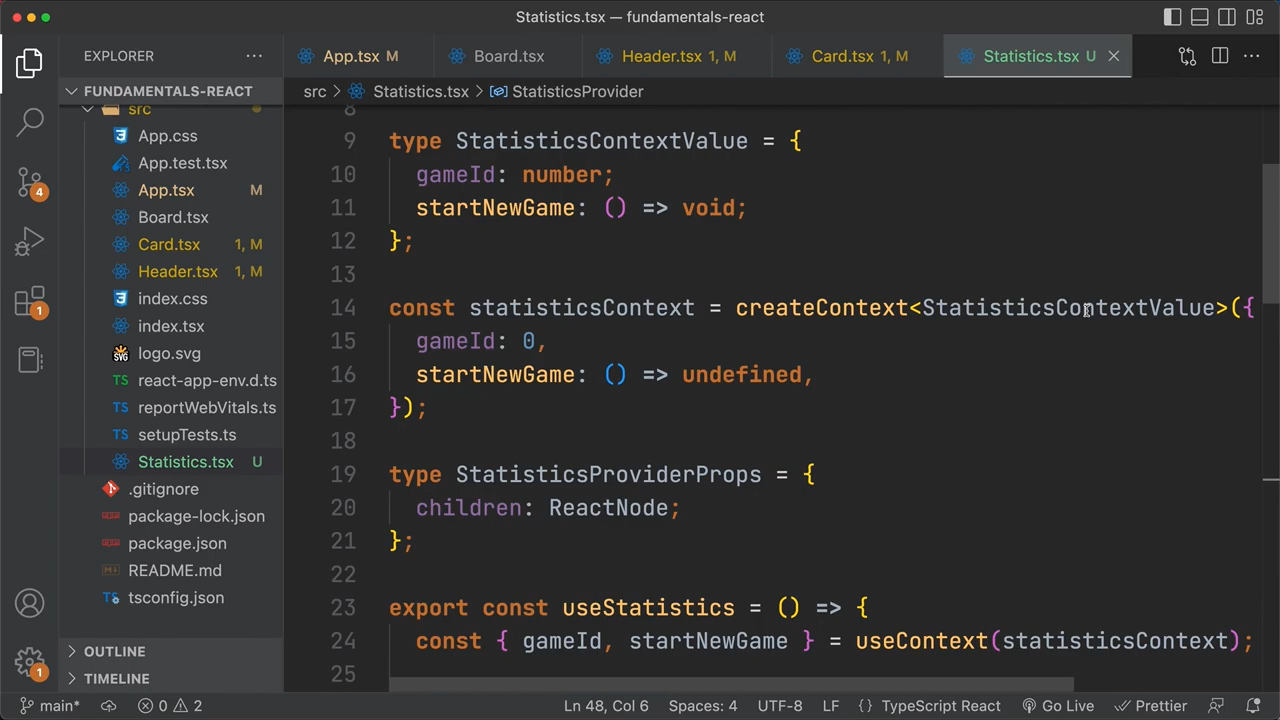 Statistics.tsx — fundamentals-react
EXPLORER
App.tsx M
Board.tsx
Header.tsx 1, M
Card.tsx 1, M
Statistics.tsx U
FUNDAMENTALS-REACT
src > Statistics.tsx > StatisticsProvider
src
App.css
App.test.tsx
App.tsx M
Board.tsx
Card.tsx 1, M
Header.tsx 1, M
index.css
index.tsx
logo.svg
react-app-env.d.ts
reportWebVitals.ts
setupTests.ts
Statistics.tsx U
.gitignore
package-lock.json
package.json
README.md
tsconfig.json
OUTLINE
TIMELINE
4
1
1
8
9 type StatisticsContextValue = {
10 gameId: number;
11 startNewGame: () => void;
12 };
13
14 const statisticsContext = createContext<StatisticsContextValue>({
15 gameId: 0,
16 startNewGame: () => undefined,
17 });
18
19 type StatisticsProviderProps = {
20 children: ReactNode;
21 };
22
23 export const useStatistics = () => {
24 const { gameId, startNewGame } = useContext(statisticsContext);
25
main* 0 2 Ln 48, Col 6 Spaces: 4 UTF-8 LF {} TypeScript React Go Live Prettier